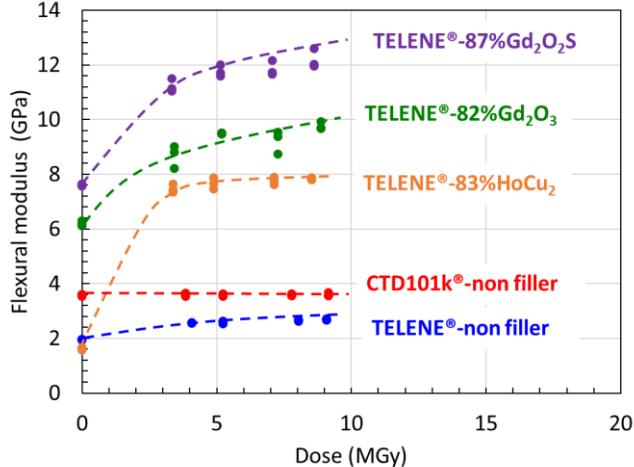 14
12
10
8
6
4
2
0
Flexural modulus (GPa)
TELENE®-87%Gd₂O₂S
TELENE®-82%Gd₂O₃
TELENE®-83%HoCu₂
CTD101k®-non filler
TELENE®-non filler
0 5 10 15 20
Dose (MGy)